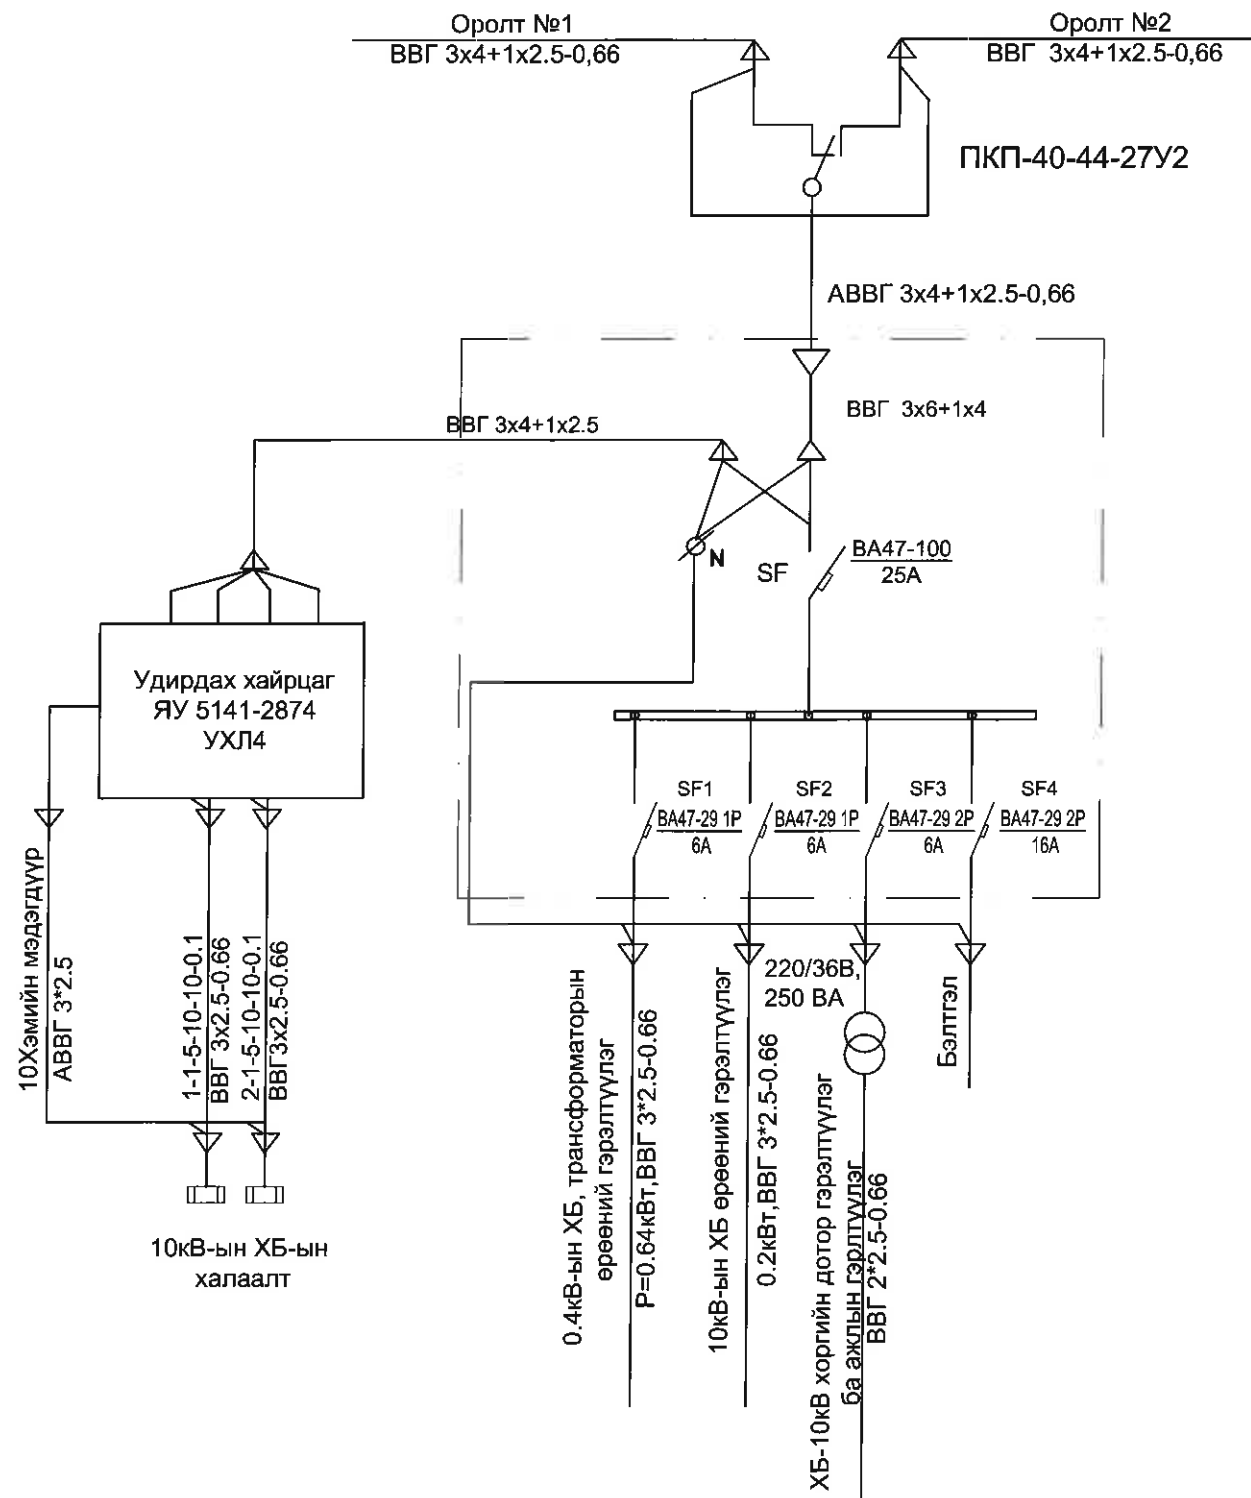 Оролт №1
ВВГ 3х4+1х2.5-0,66
Оролт №2
ВВГ 3х4+1х2.5-0,66
ПКП-40-44-27У2
АВВГ 3х4+1х2.5-0,66
ВВГ 3х6+1х4
ВВГ 3х4+1х2.5
N
SF
ВА47-100
25А
Удирдах хайрцаг
ЯУ 5141-2874
УХЛ4
SF1
ВА47-29 1Р
6А
SF2
ВА47-29 1Р
6А
SF3
ВА47-29 2Р
6А
SF4
ВА47-29 2Р
16А
10Хэмийн мэдэгдүүр
АВВГ 3*2.5
1-1-5-10-10-0.1
ВВГ 3х2.5-0.66
2-1-5-10-10-0.1
ВВГ3х2.5-0.66
10кВ-ын ХБ-ын
халаалт
0.4кВ-ын ХБ, трансформаторын
өрөөний гэрэлтүүлэг
Р=0.64кВт,ВВГ 3*2.5-0.66
10кВ-ын ХБ өрөөний гэрэлтүүлэг
0.2кВт,ВВГ 3*2.5-0.66
220/36В,
250 ВА
ХБ-10кВ хоргийн дотор гэрэлтүүлэг
ба ажлын гэрлтүүлэг
ВВГ 2*2.5-0.66
Бэлтгэл